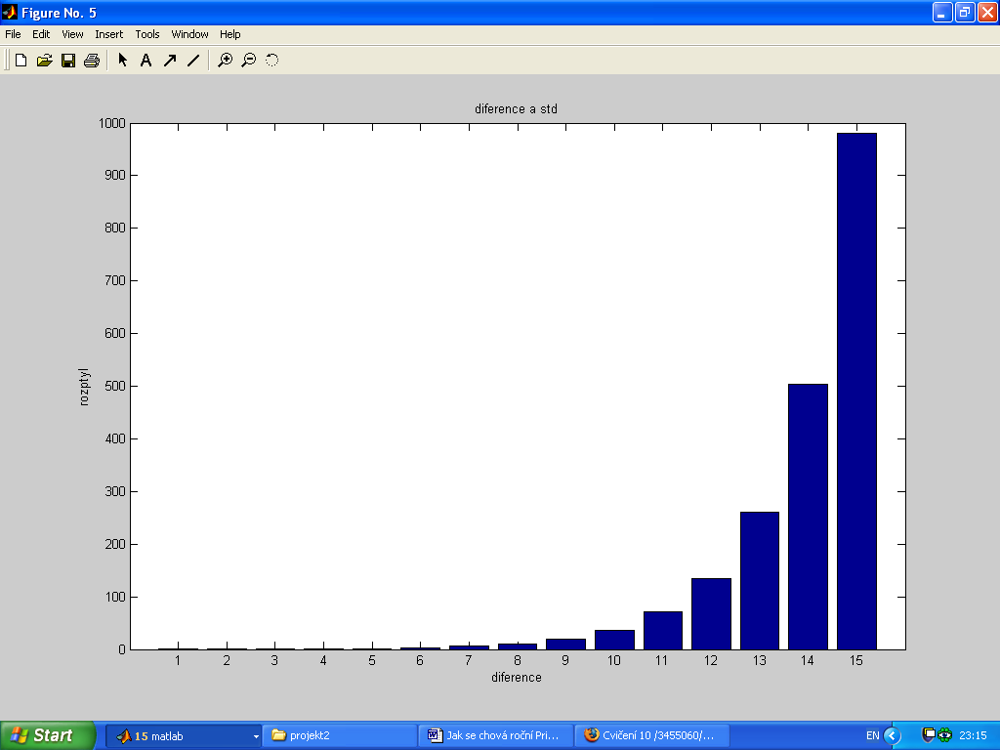 Figure No. 5
File Edit View Insert Tools Window Help
A
diference a std
1000
900
800
700
600
500
400
300
200
100
0
rozptyl
1 2 3 4 5 6 7 8 9 10 11 12 13 14 15
diference
Start 15 matlab projekt2 Jak se chová roční Pri... Cvičení 10 /3455060/... EN 23:15